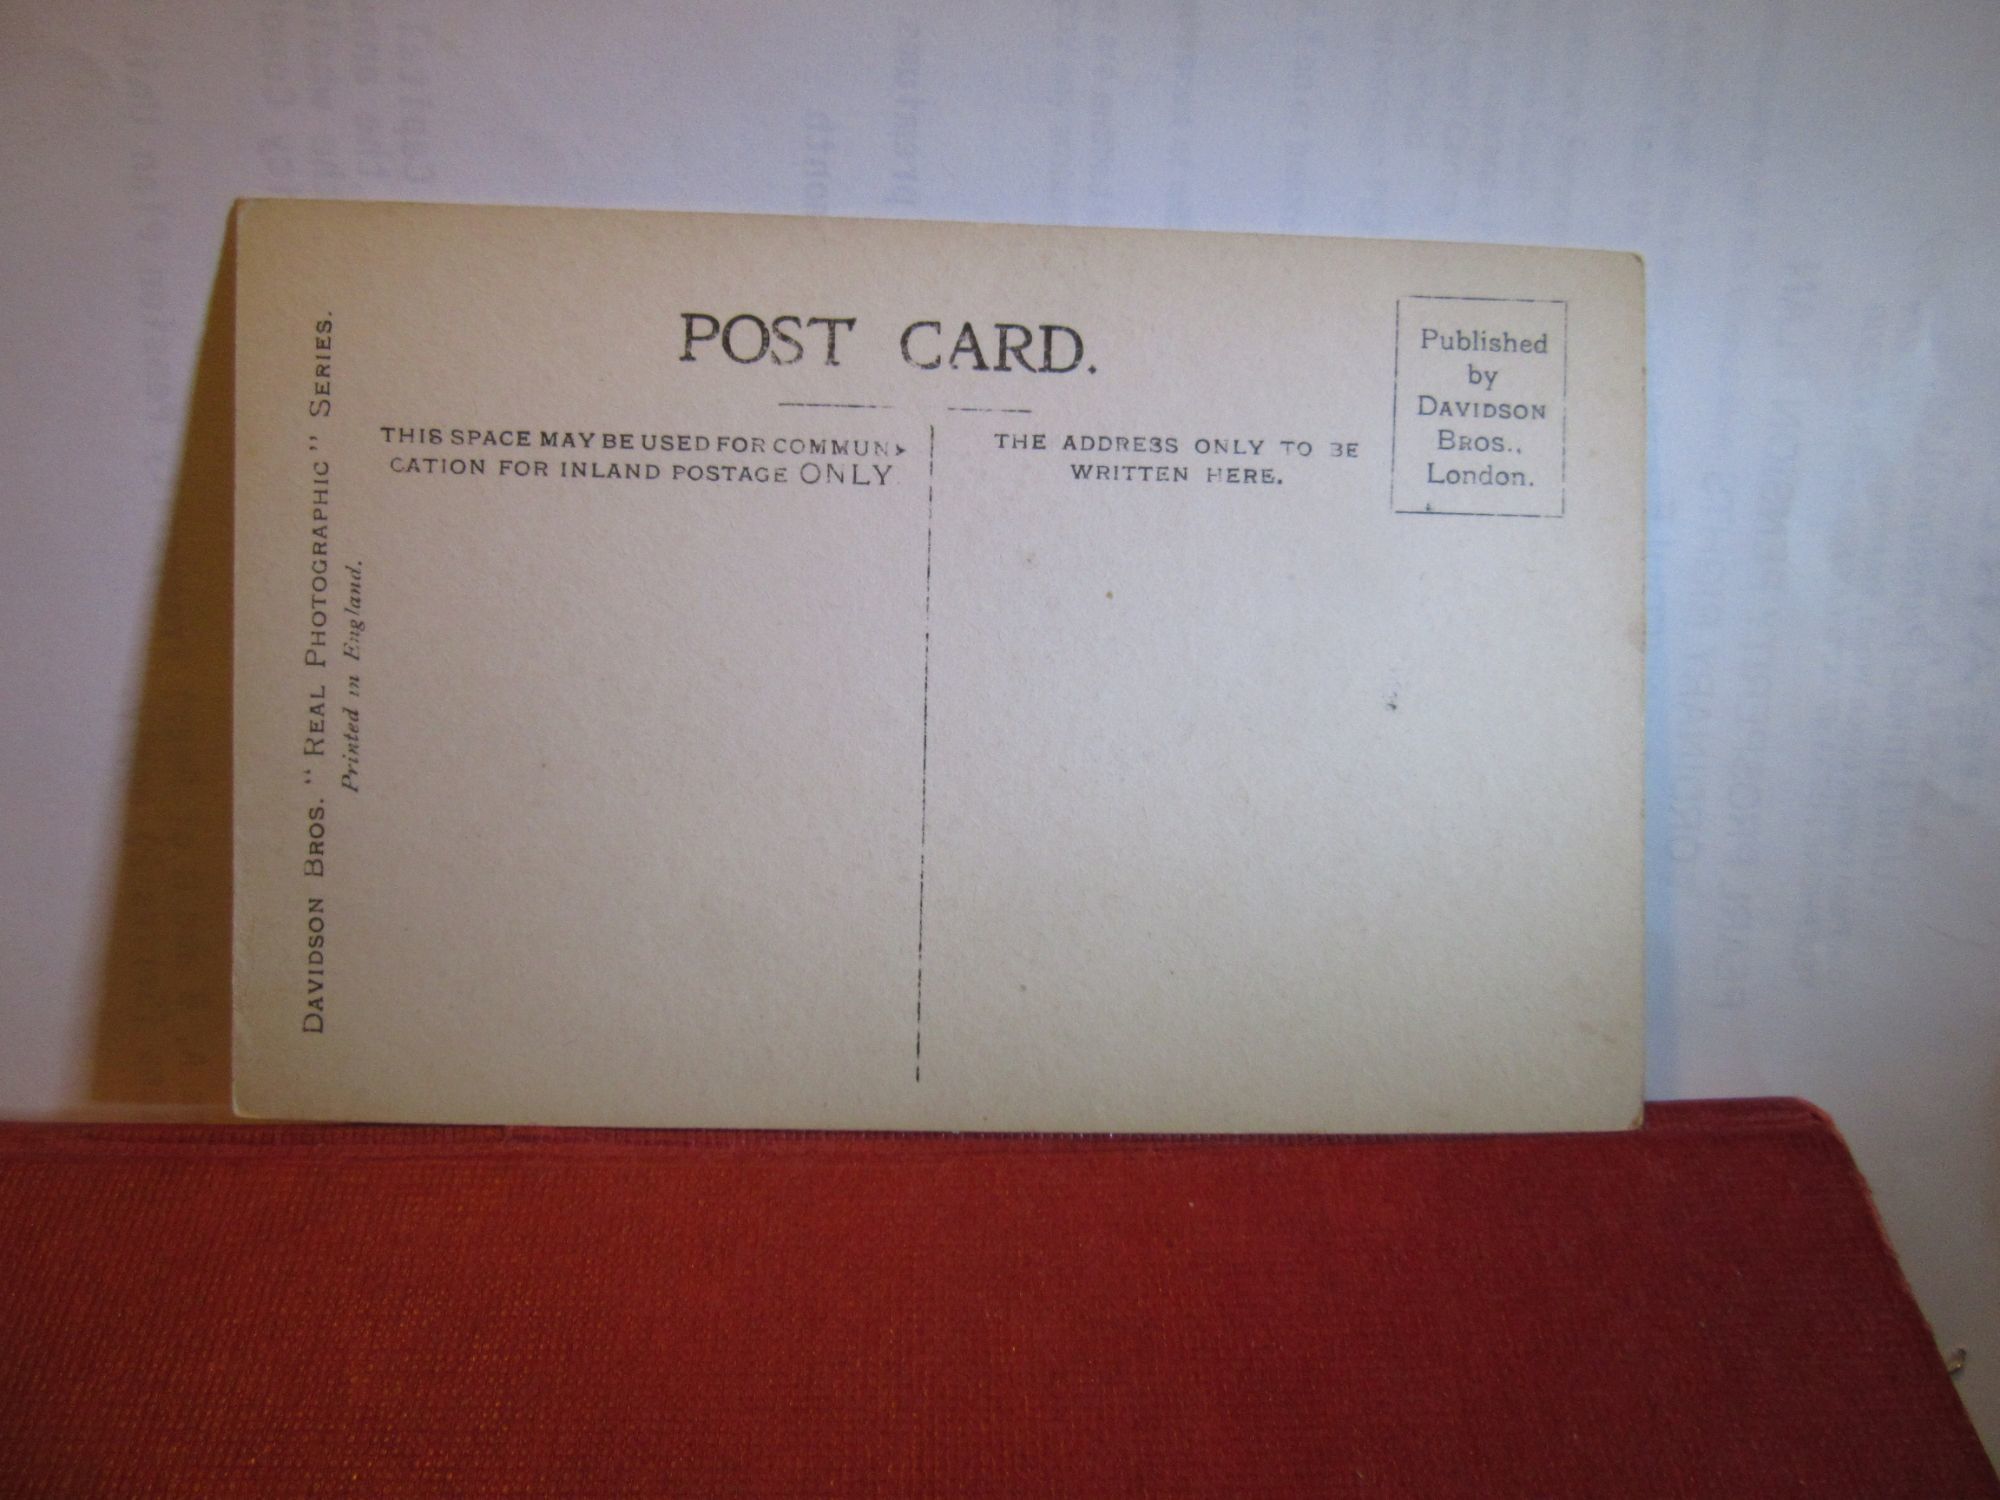 POST CARD.
THIS SPACE MAY BE USED FOR COMMUN
CATION FOR INLAND POSTAGE ONLY
THE ADDRESS ONLY TO BE
WRITTEN HERE.
Published
by
DAVIDSON
BROS.,
London.
DAVIDSON BROS. "REAL PHOTOGRAPHIC" SERIES.
Printed in England.